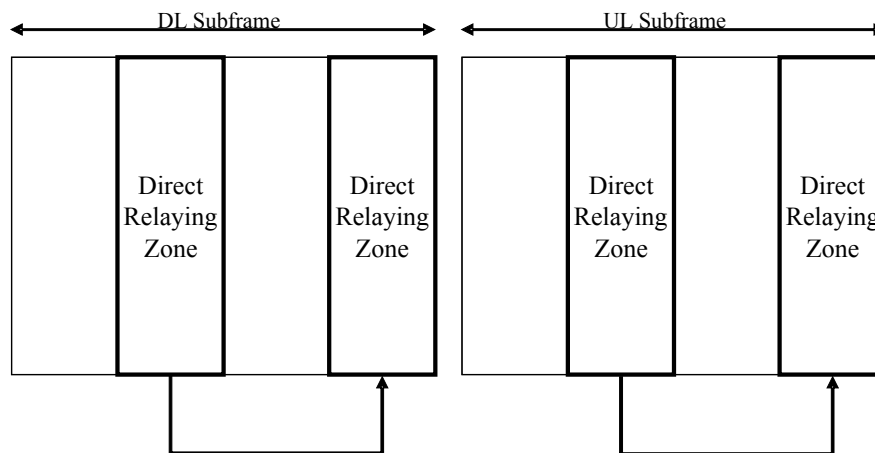 DL Subframe
UL Subframe
Direct
Relaying
Zone
Direct
Relaying
Zone
Direct
Relaying
Zone
Direct
Relaying
Zone